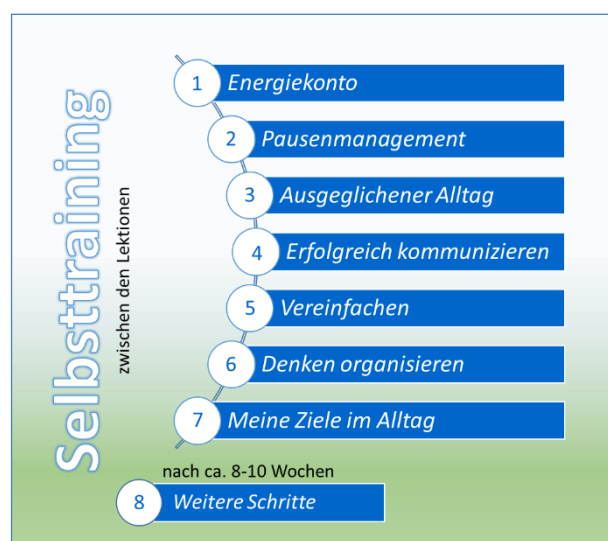 Selbsttraining
zwischen den Lektionen
1 Energiekonto
2 Pausenmanagement
3 Ausgeglichener Alltag
4 Erfolgreich kommunizieren
5 Vereinfachen
6 Denken organisieren
7 Meine Ziele im Alltag
nach ca. 8-10 Wochen
8 Weitere Schritte